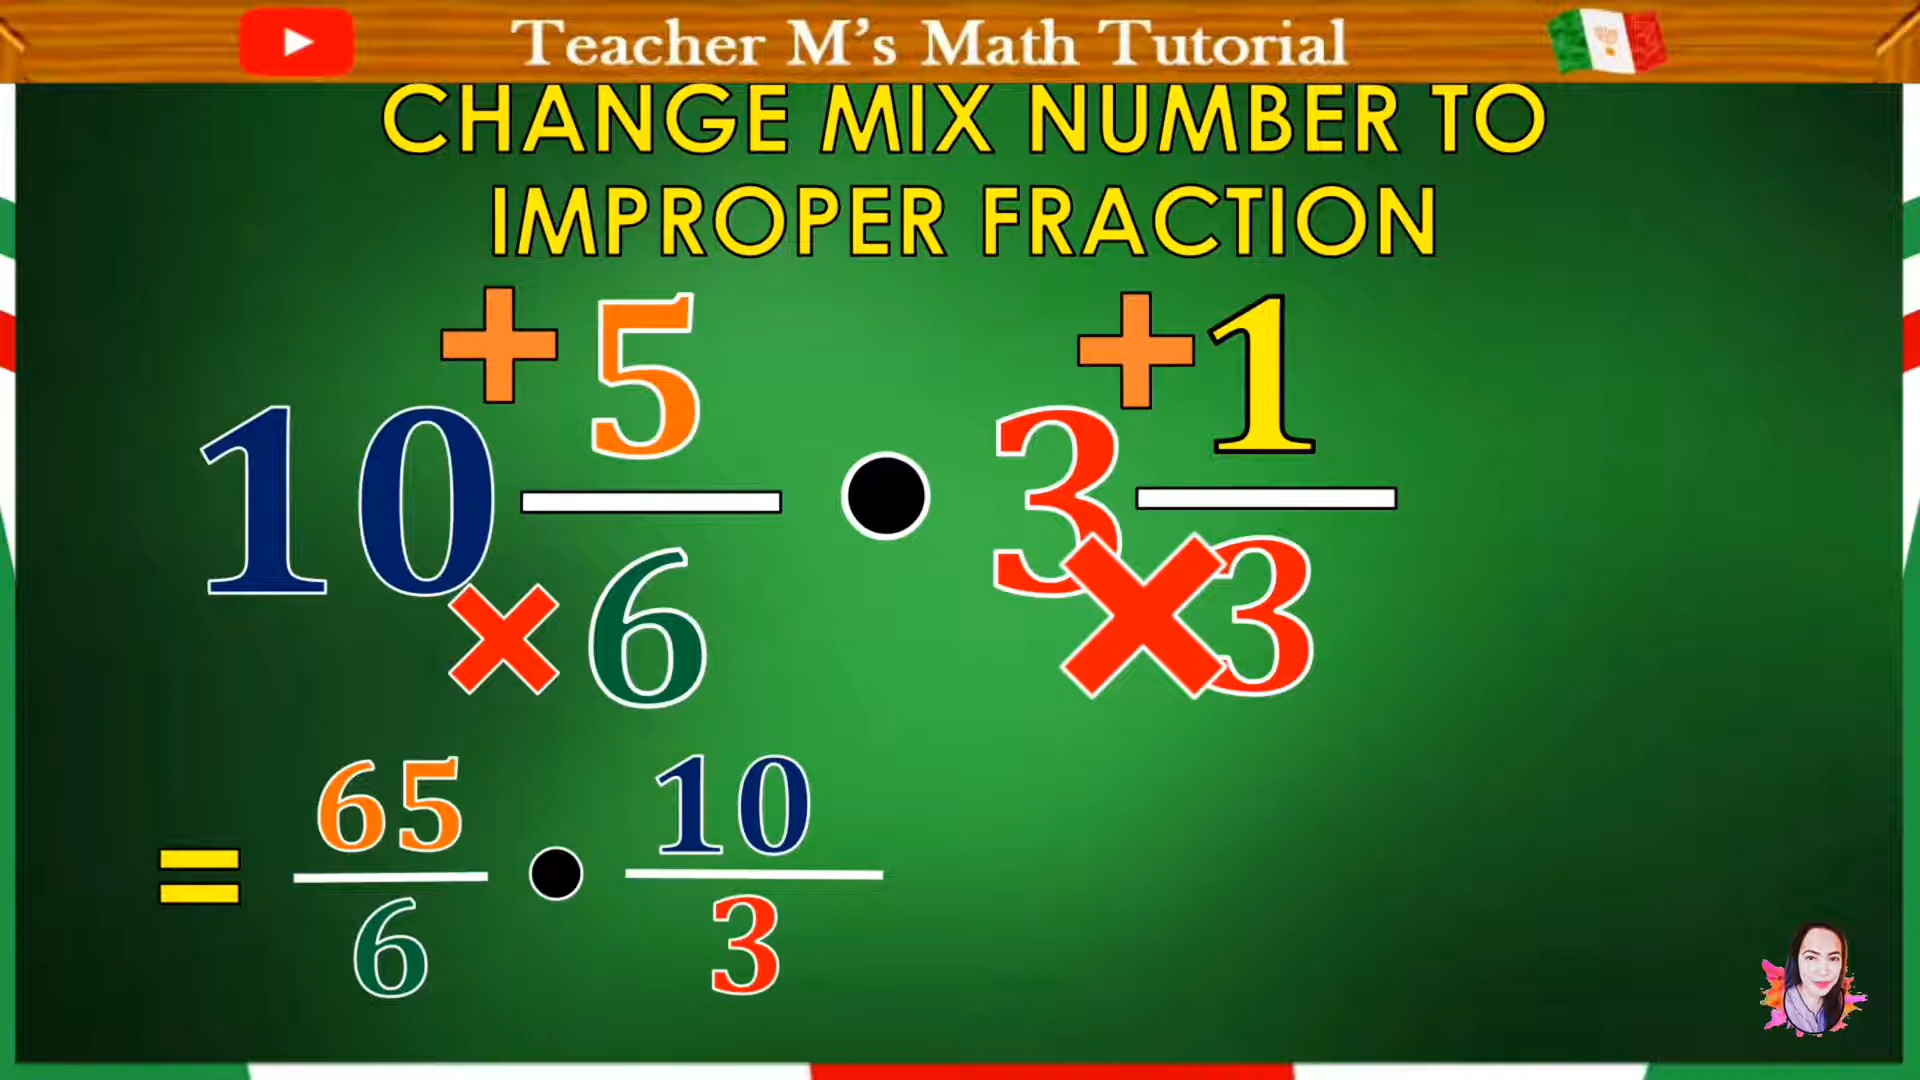 Teacher M's Math Tutorial
CHANGE MIX NUMBER TO
IMPROPER FRACTION
10 + 5 / × 6 • 3 + 1 / × 3
= 65 / 6 • 10 / 3